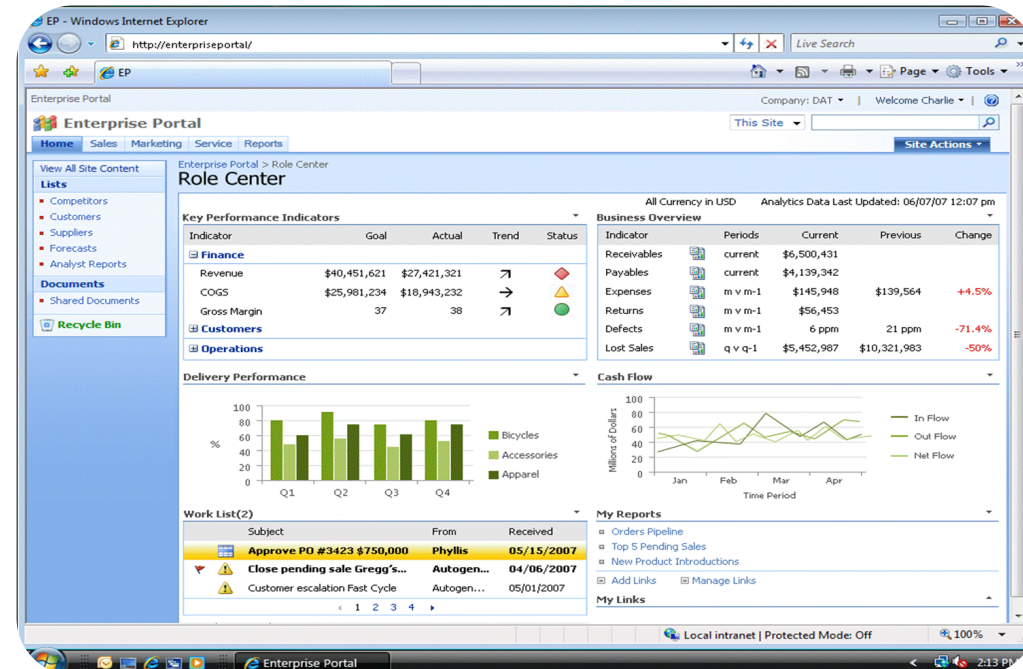 EP - Windows Internet Explorer
http://enterpriseportal/
Live Search
EP
Page
Tools
Enterprise Portal
Company: DAT | Welcome Charlie |
Enterprise Portal
This Site
Home Sales Marketing Service Reports
Site Actions
View All Site Content
Lists
Competitors
Customers
Suppliers
Forecasts
Analyst Reports
Documents
Shared Documents
Recycle Bin
Enterprise Portal > Role Center
Role Center
All Currency in USD Analytics Data Last Updated: 06/07/07 12:07 pm
Key Performance Indicators
Indicator Goal Actual Trend Status
Finance
Revenue $40,451,621 $27,421,321
COGS $25,981,234 $18,943,232
Gross Margin 37 38
Customers
Operations
Business Overview
Indicator Periods Current Previous Change
Receivables current $6,500,431
Payables current $4,139,342
Expenses m v m-1 $145,948 $139,564 +4.5%
Returns m v m-1 $56,453
Defects m v m-1 6 ppm 21 ppm -71.4%
Lost Sales q v q-1 $5,452,987 $10,321,983 -50%
Delivery Performance
100
80
60
40
20
0
%
Q1 Q2 Q3 Q4
Bicycles
Accessories
Apparel
Cash Flow
Millions of Dollars
100
80
60
40
20
0
Jan Feb Mar Apr
Time Period
In Flow
Out Flow
Net Flow
Work List(2)
Subject From Received
Approve PO #3423 $750,000 Phyllis 05/15/2007
Close pending sale Gregg's... Autogen... 04/06/2007
Customer escalation Fast Cycle Autogen... 05/01/2007
1 2 3 4
My Reports
Orders Pipeline
Top 5 Pending Sales
New Product Introductions
Add Links Manage Links
My Links
Local intranet | Protected Mode: Off
100%
Enterprise Portal
2:13 PM